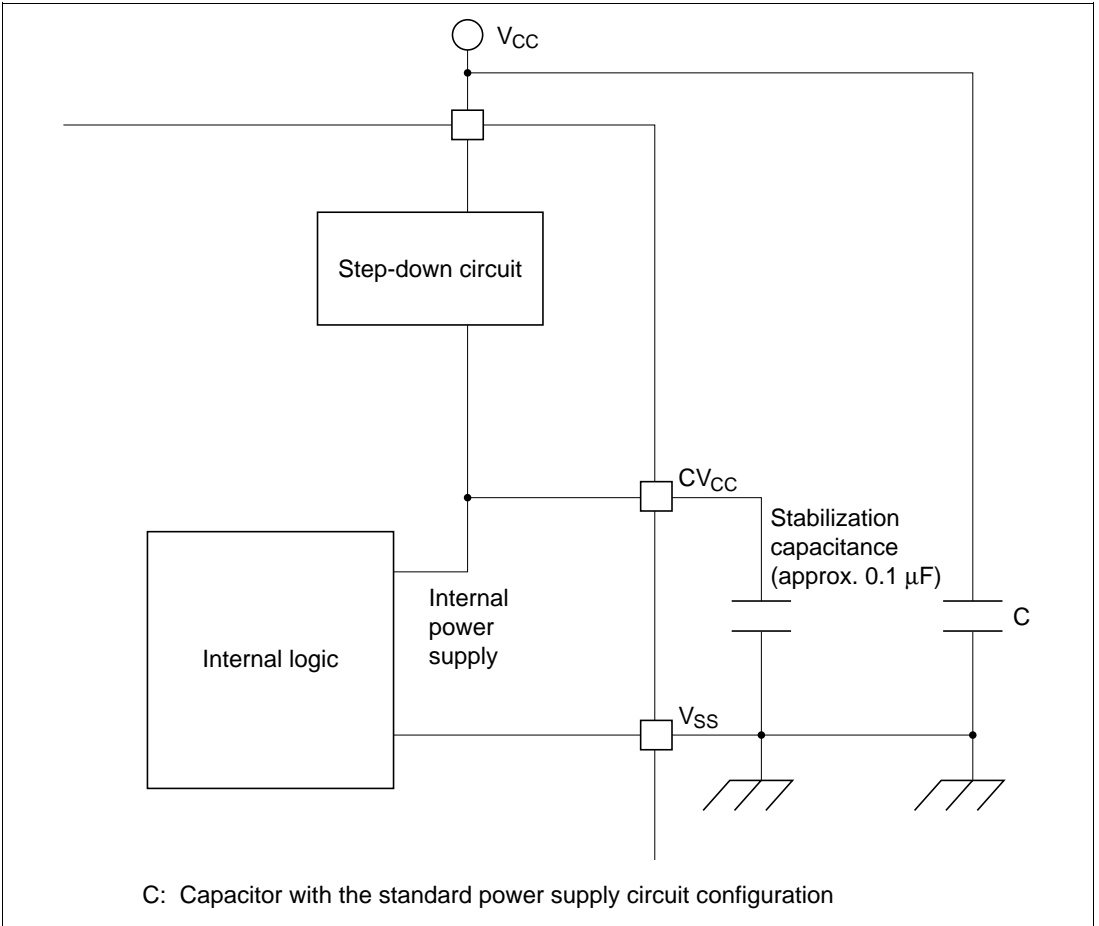 VCC
Step-down circuit
CVCC
Stabilization
capacitance
(approx. 0.1 μF)
C
Internal
power
supply
Internal logic
VSS
C: Capacitor with the standard power supply circuit configuration